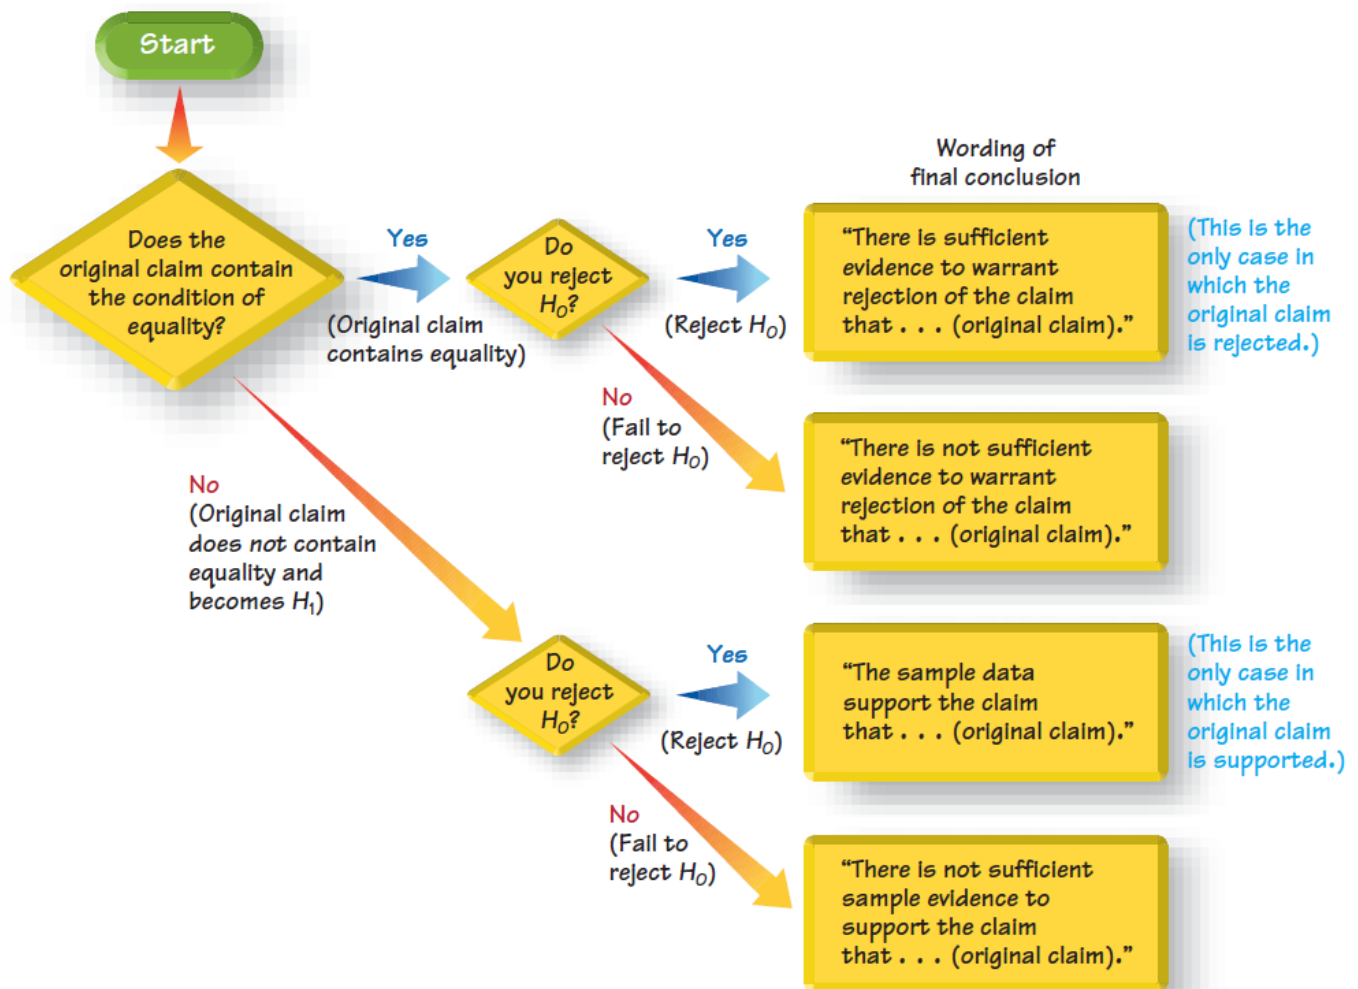 Start
Does the
original claim contain
the condition of
equality?
Yes
(Original claim
contains equality)
Do
you reject
H0?
Yes
(Reject H0)
Wording of
final conclusion
“There is sufficient
evidence to warrant
rejection of the claim
that . . . (original claim).”
(This is the
only case in
which the
original claim
is rejected.)
No
(Fail to
reject H0)
“There is not sufficient
evidence to warrant
rejection of the claim
that . . . (original claim).”
No
(Original claim
does not contain
equality and
becomes H1)
Do
you reject
H0?
Yes
(Reject H0)
“The sample data
support the claim
that . . . (original claim).”
(This is the
only case in
which the
original claim
is supported.)
No
(Fail to
reject H0)
“There is not sufficient
sample evidence to
support the claim
that . . . (original claim).”